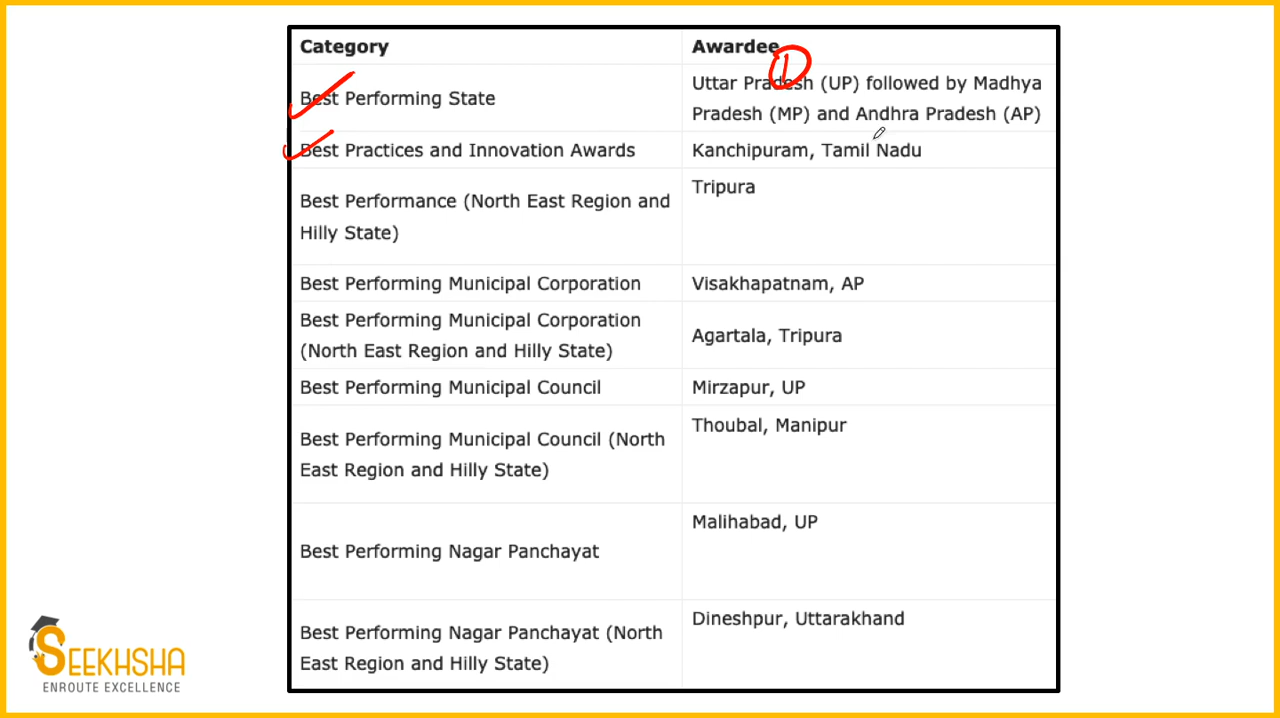 Category
Awardee
Best Performing State
Uttar Pradesh (UP) followed by Madhya
Pradesh (MP) and Andhra Pradesh (AP)
1
Best Practices and Innovation Awards
Kanchipuram, Tamil Nadu
Best Performance (North East Region and
Hilly State)
Tripura
Best Performing Municipal Corporation
Visakhapatnam, AP
Best Performing Municipal Corporation
(North East Region and Hilly State)
Agartala, Tripura
Best Performing Municipal Council
Mirzapur, UP
Best Performing Municipal Council (North
East Region and Hilly State)
Thoubal, Manipur
Best Performing Nagar Panchayat
Malihabad, UP
Best Performing Nagar Panchayat (North
East Region and Hilly State)
Dineshpur, Uttarakhand
SEEKHSHA
ENROUTE EXCELLENCE